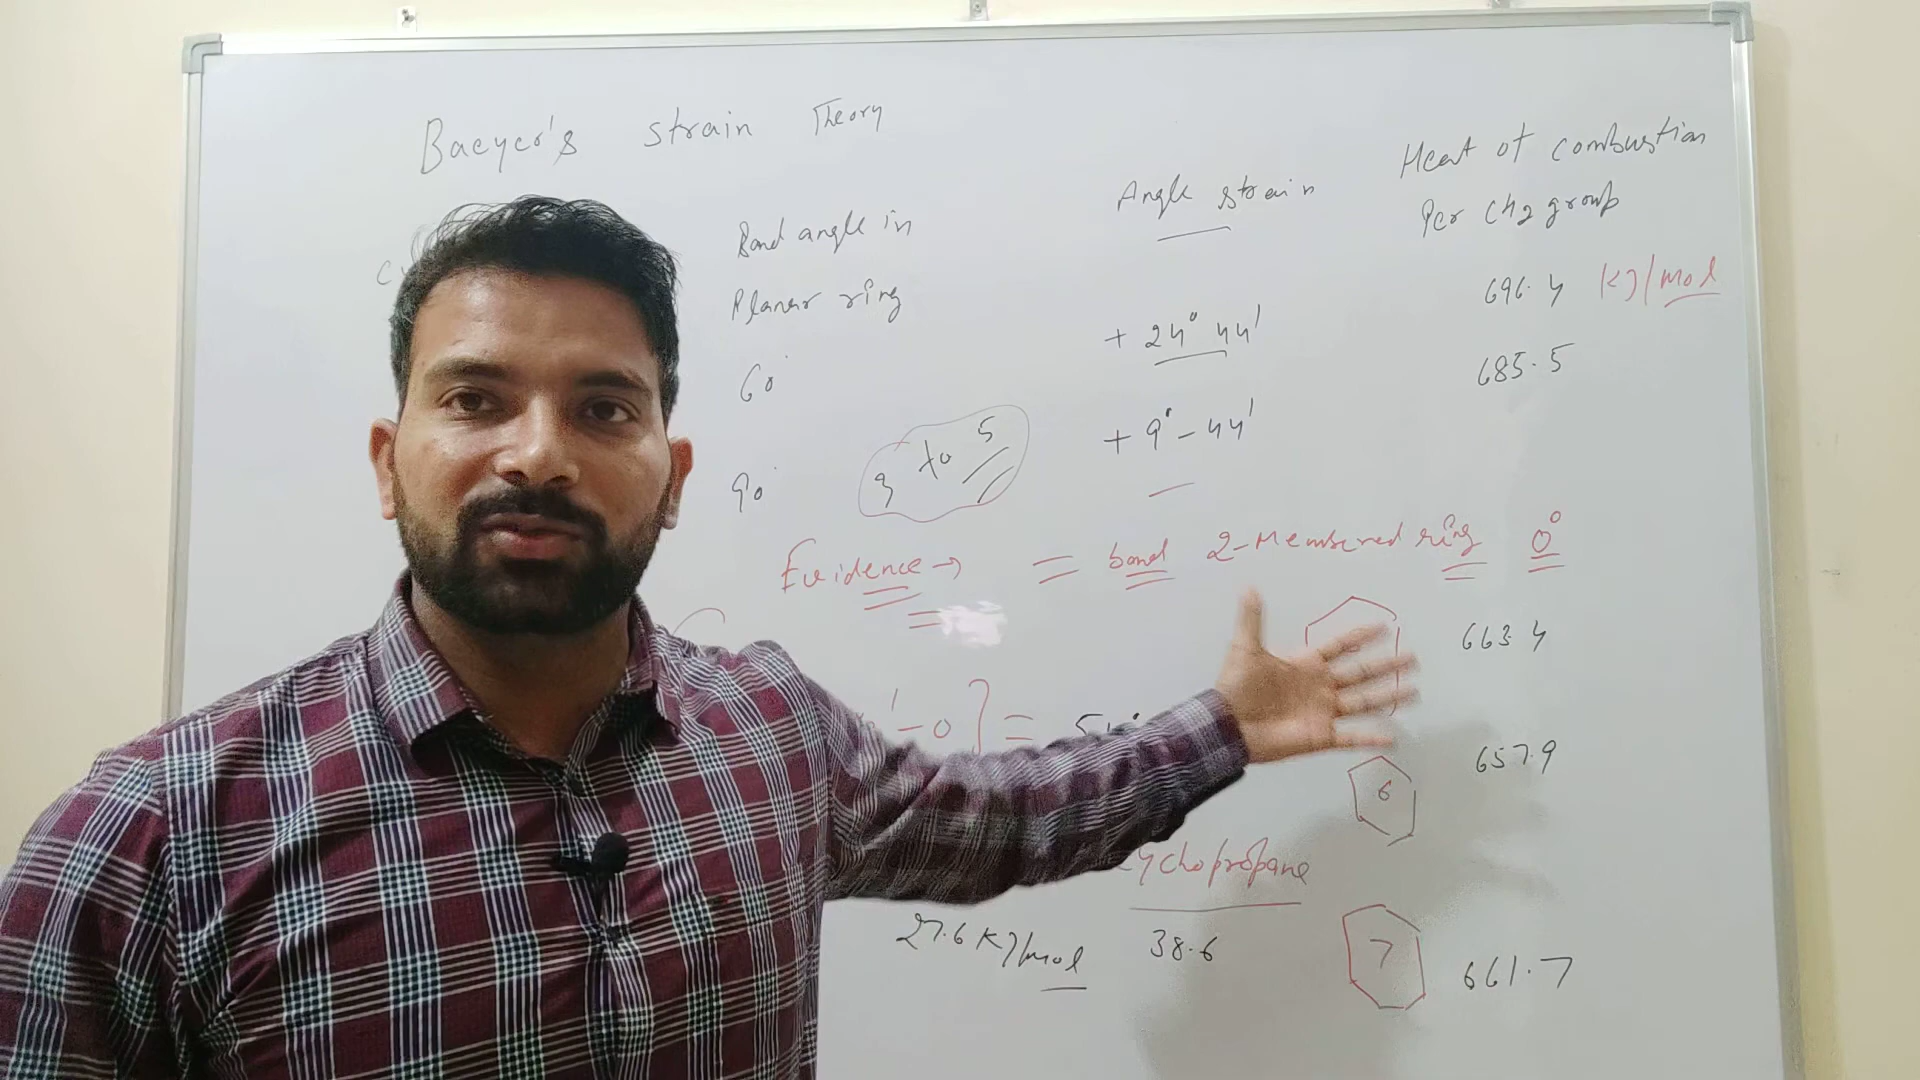 Baeyer's strain Theory
Bond angle in
Planar ring
Angle strain
Heat of combustion
Per CH2 group
60°
+ 24° 44'
696.4 KJ/mol
90°
+ 9° - 44'
685.5
3 to 5
Evidence → = bond 2-Membered ring 0°
663.4
- 0 ] =
6
657.9
ychopropane
27.6 KJ/mol
38.6
7
661.7